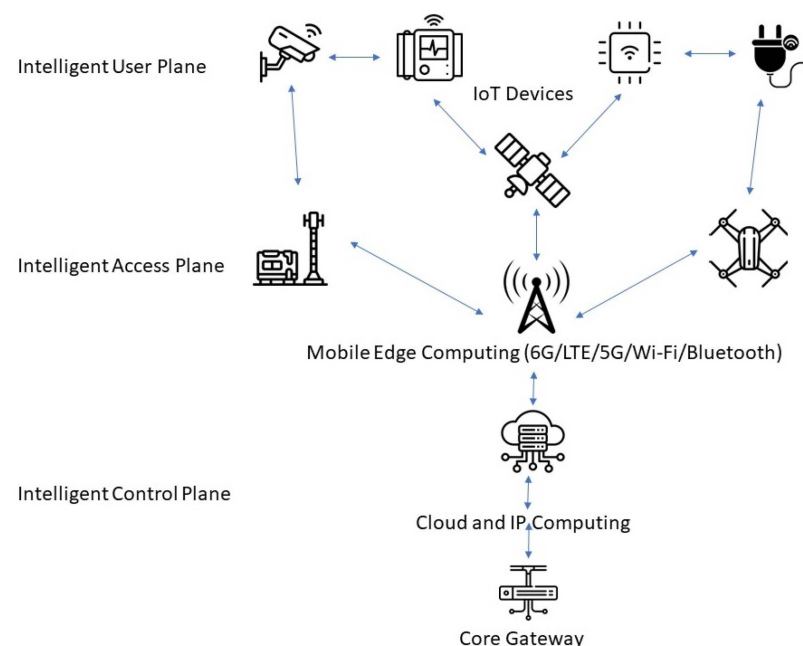 Intelligent User Plane
IoT Devices
Intelligent Access Plane
Mobile Edge Computing (6G/LTE/5G/Wi-Fi/Bluetooth)
Intelligent Control Plane
Cloud and IP Computing
Core Gateway